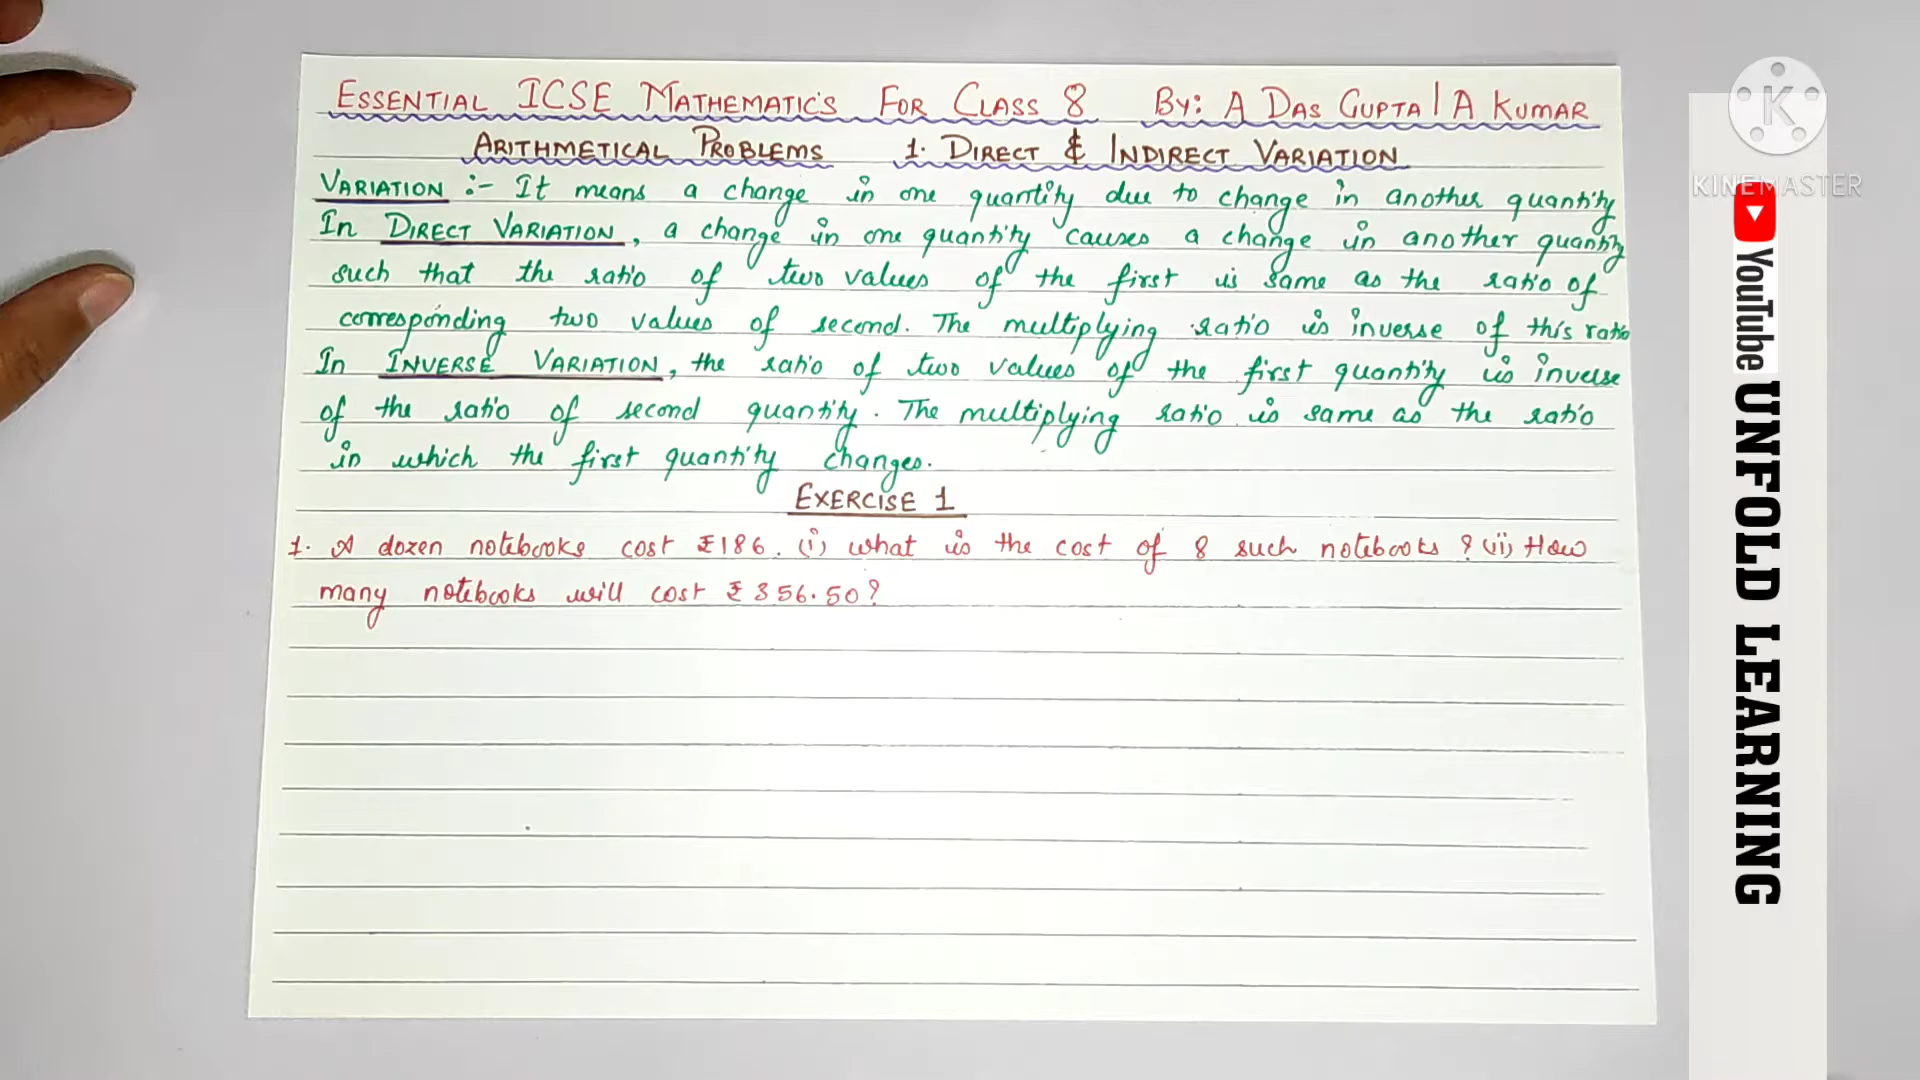 ESSENTIAL ICSE MATHEMATICS FOR CLASS 8 BY: A DAS GUPTA | A KUMAR
ARITHMETICAL PROBLEMS 1. DIRECT & INDIRECT VARIATION
VARIATION :- It means a change in one quantity due to change in another quantity
In DIRECT VARIATION, a change in one quantity causes a change in another quantity
such that the ratio of two values of the first is same as the ratio of
corresponding two values of second. The multiplying ratio is inverse of this ratio
In INVERSE VARIATION, the ratio of two values of the first quantity is inverse
of the ratio of second quantity. The multiplying ratio is same as the ratio
in which the first quantity changes.
EXERCISE 1
1. A dozen notebooks cost ₹186. (i) what is the cost of 8 such notebooks? (ii) How
many notebooks will cost ₹356.50?
K
KINEMASTER
YouTube UNFOLD LEARNING